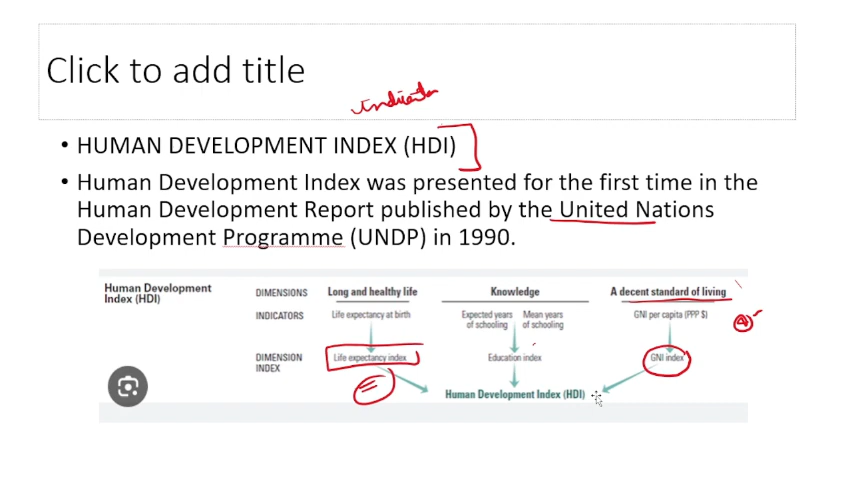 Click to add title
Indicator
• HUMAN DEVELOPMENT INDEX (HDI)
• Human Development Index was presented for the first time in the
Human Development Report published by the United Nations
Development Programme (UNDP) in 1990.
Human Development
Index (HDI)
DIMENSIONS Long and healthy life Knowledge A decent standard of living
INDICATORS Life expectancy at birth Expected years of schooling Mean years of schooling GNI per capita (PPP $)
DIMENSION
INDEX
Life expectancy index Education index GNI index
Human Development Index (HDI)